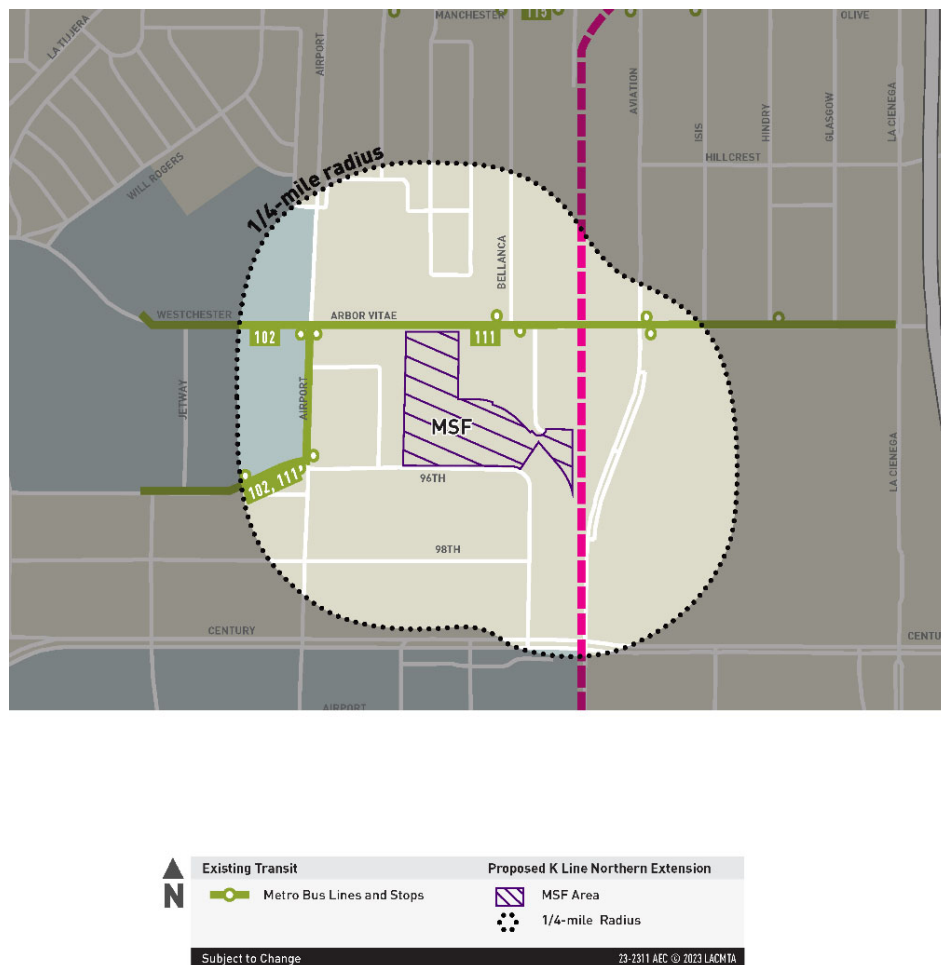 MANCHESTER
115
OLIVE
LA TIJERA
AIRPORT
AVIATION
ISIS
HINDRY
GLASGOW
LA CIENEGA
HILLCREST
WILL ROGERS
1/4-mile radius
BELLANCA
WESTCHESTER
ARBOR VITAE
102
111
JETWAY
AIRPORT
MSF
LA CIENEGA
102, 111
96TH
98TH
CENTURY
CENTU
AIRPORT
N
Existing Transit
Metro Bus Lines and Stops
Proposed K Line Northern Extension
MSF Area
1/4-mile Radius
Subject to Change
23-2311 AEC © 2023 LACMTA